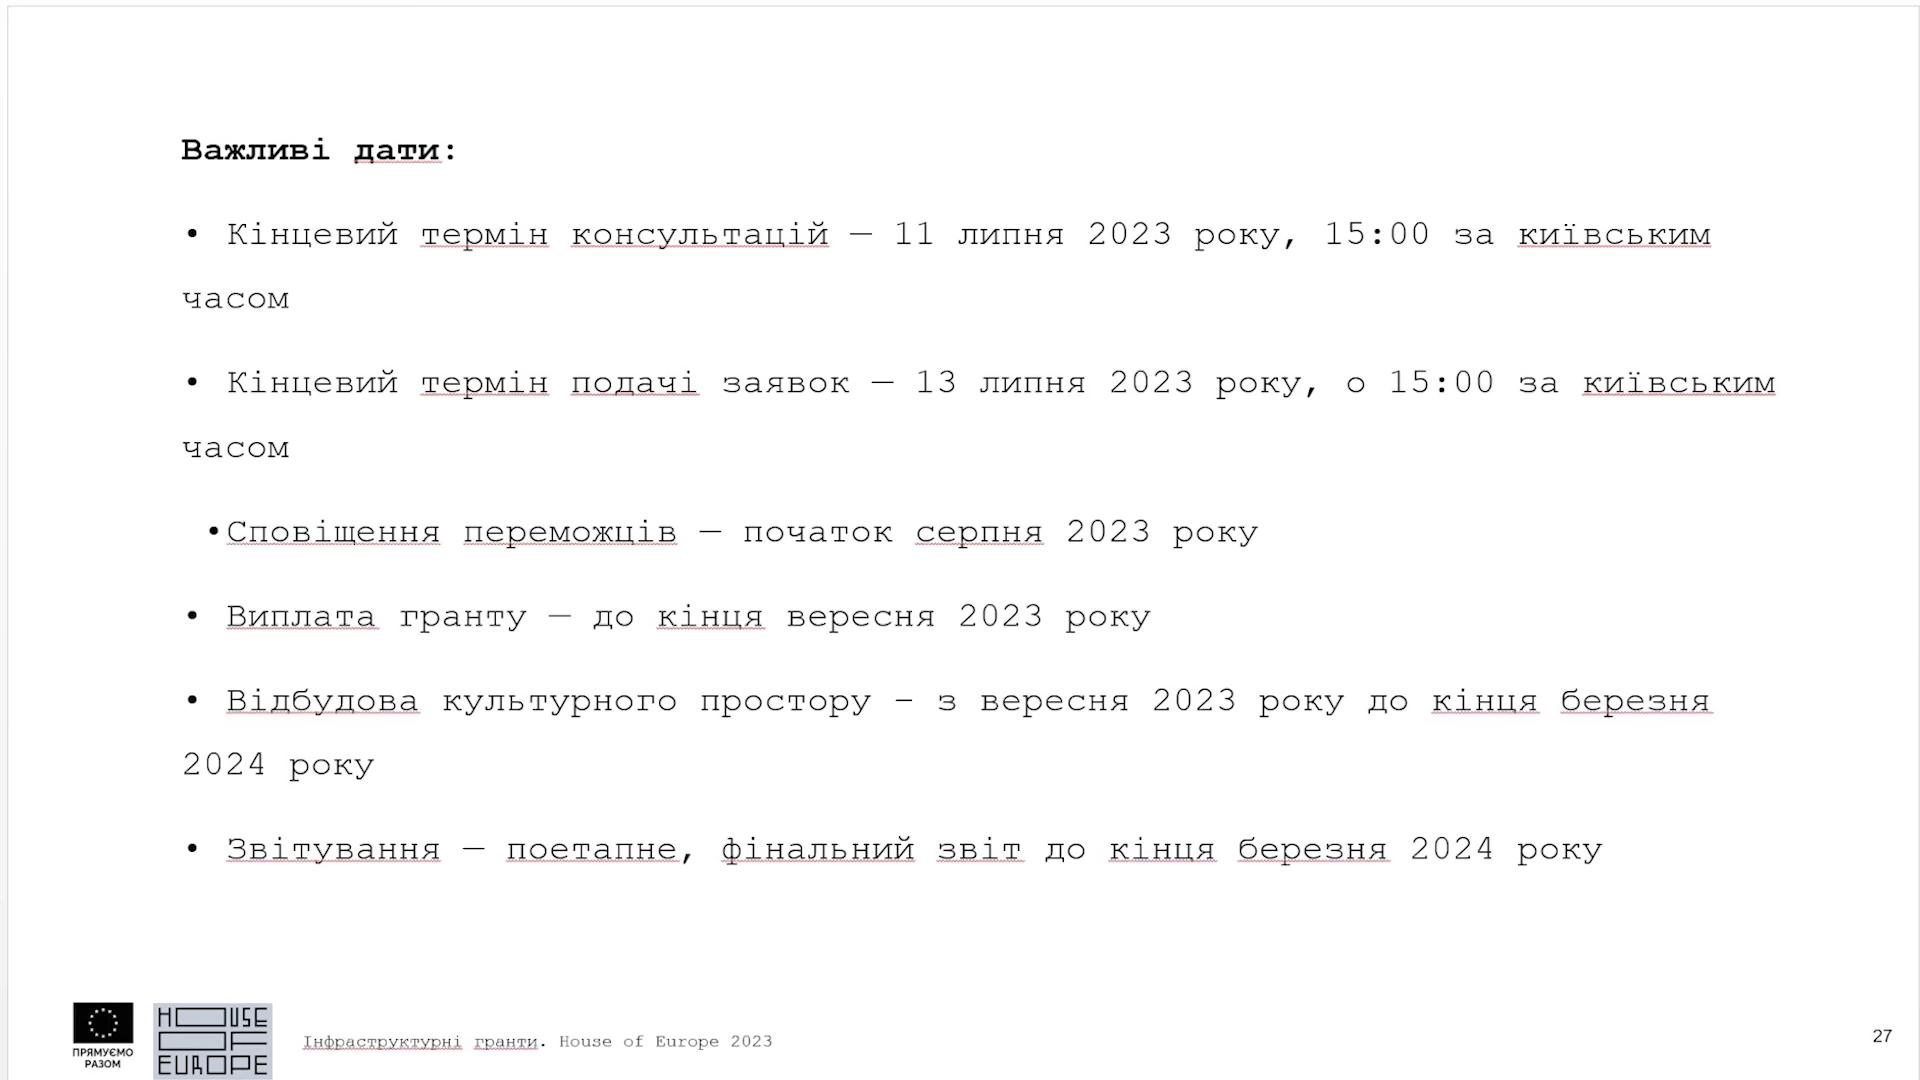 Важливі дати:
• Кінцевий термін консультацій — 11 липня 2023 року, 15:00 за київським
часом
• Кінцевий термін подачі заявок — 13 липня 2023 року, о 15:00 за київським
часом
•Сповіщення переможців — початок серпня 2023 року
• Виплата гранту — до кінця вересня 2023 року
• Відбудова культурного простору – з вересня 2023 року до кінця березня
2024 року
• Звітування — поетапне, фінальний звіт до кінця березня 2024 року
ПРЯМУЄМО
РАЗОМ
HOUSE
OF
EUROPE
Інфраструктурні гранти. House of Europe 2023
27